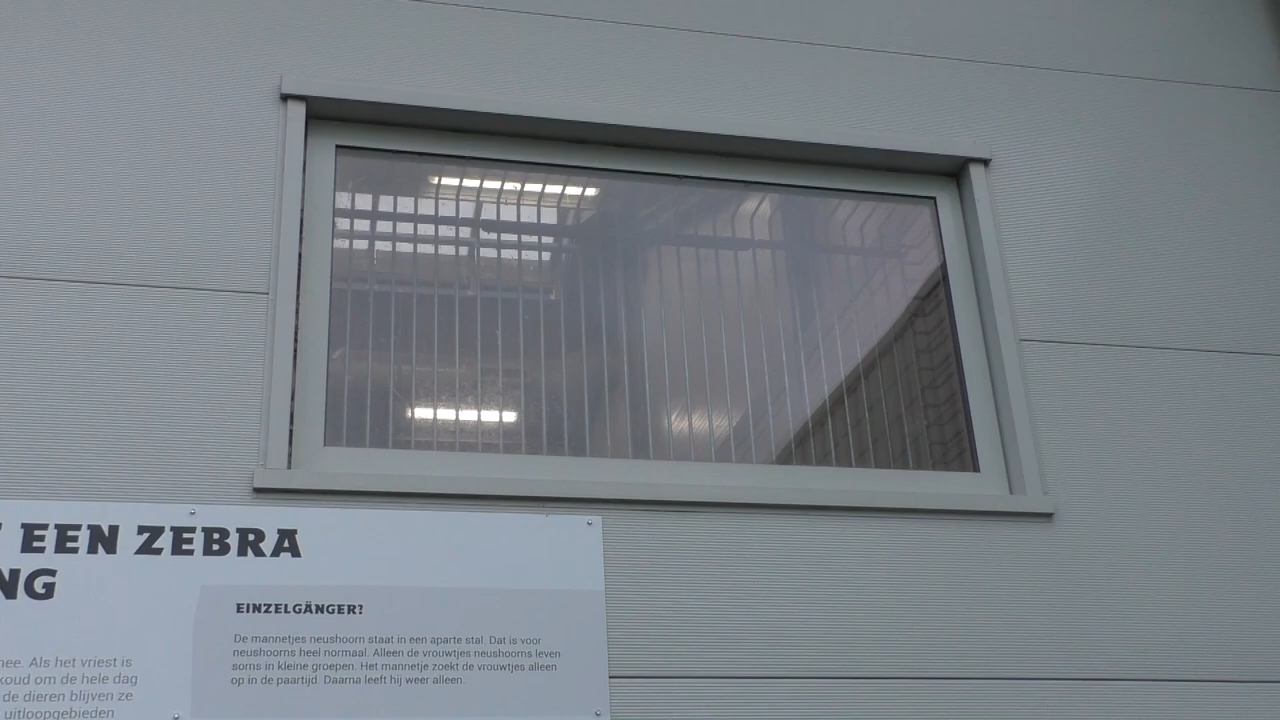 EEN ZEBRA
NG
EINZELGÄNGER?
De mannetjes neushoorn staat in een aparte stal. Dat is voor
neushoorns heel normaal. Alleen de vrouwtjes neushoorns leven
soms in kleine groepen. Het mannetje zoekt de vrouwtjes alleen
op in de paartijd. Daarna leeft hij weer alleen.
nee. Als het vriest is
koud om de hele dag
de dieren blijven ze
uitloopgebieden